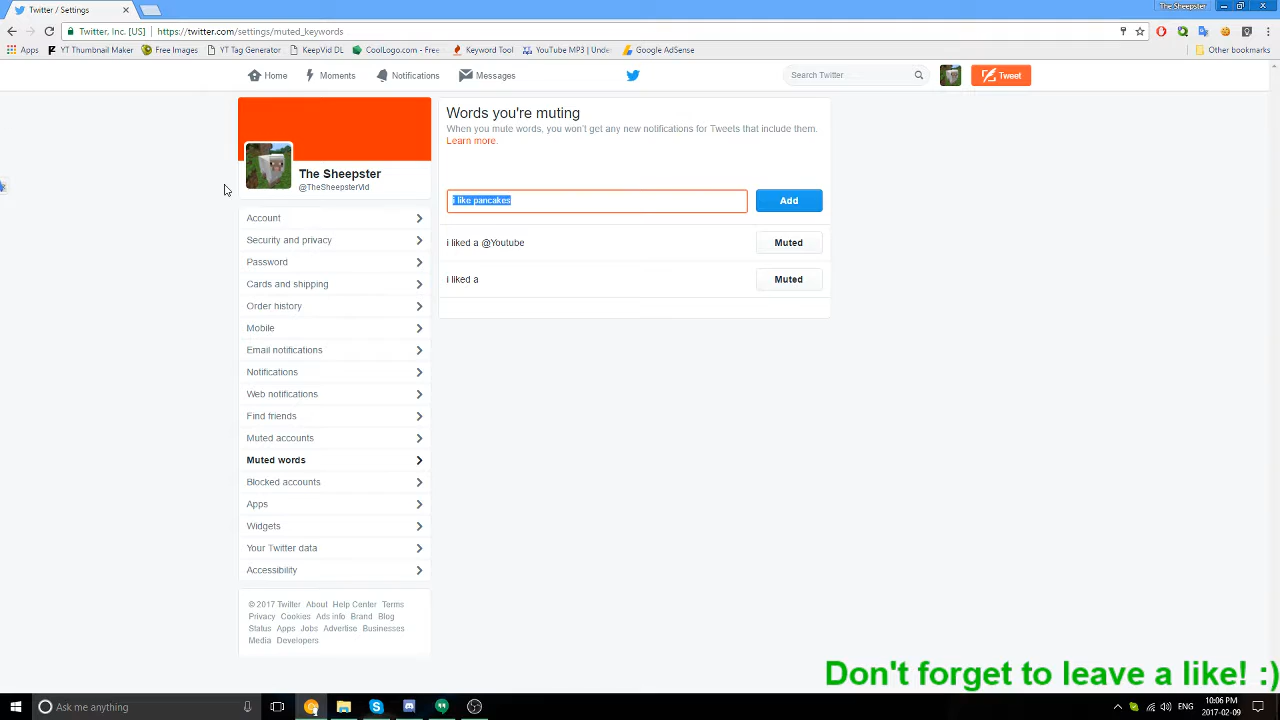 Twitter / Settings
TheSheepster
Twitter, Inc. [US]
https://twitter.com/settings/muted_keywords
Apps
YT Thumbnail Maker
Free Images
YT Tag Generator
KeepVid DL
CoolLogo.com - Free
Keyword Tool
YouTube MP3 | Und
Google AdSense
Other bookmarks
Home
Moments
Notifications
Messages
Search Twitter
Tweet
The Sheepster
@TheSheepsterVid
Account
Security and privacy
Password
Cards and shipping
Order history
Mobile
Email notifications
Notifications
Web notifications
Find friends
Muted accounts
Muted words
Blocked accounts
Apps
Widgets
Your Twitter data
Accessibility
© 2017 Twitter About Help Center Terms
Privacy Cookies Ads info Brand Blog
Status Apps Jobs Advertise Businesses
Media Developers
Words you're muting
When you mute words, you won't get any new notifications for Tweets that include them.
Learn more.
i like pancakes
Add
i liked a @Youtube
Muted
i liked a
Muted
Don't forget to leave a like! :)
Ask me anything
ENG
10:06 PM
2017-02-09